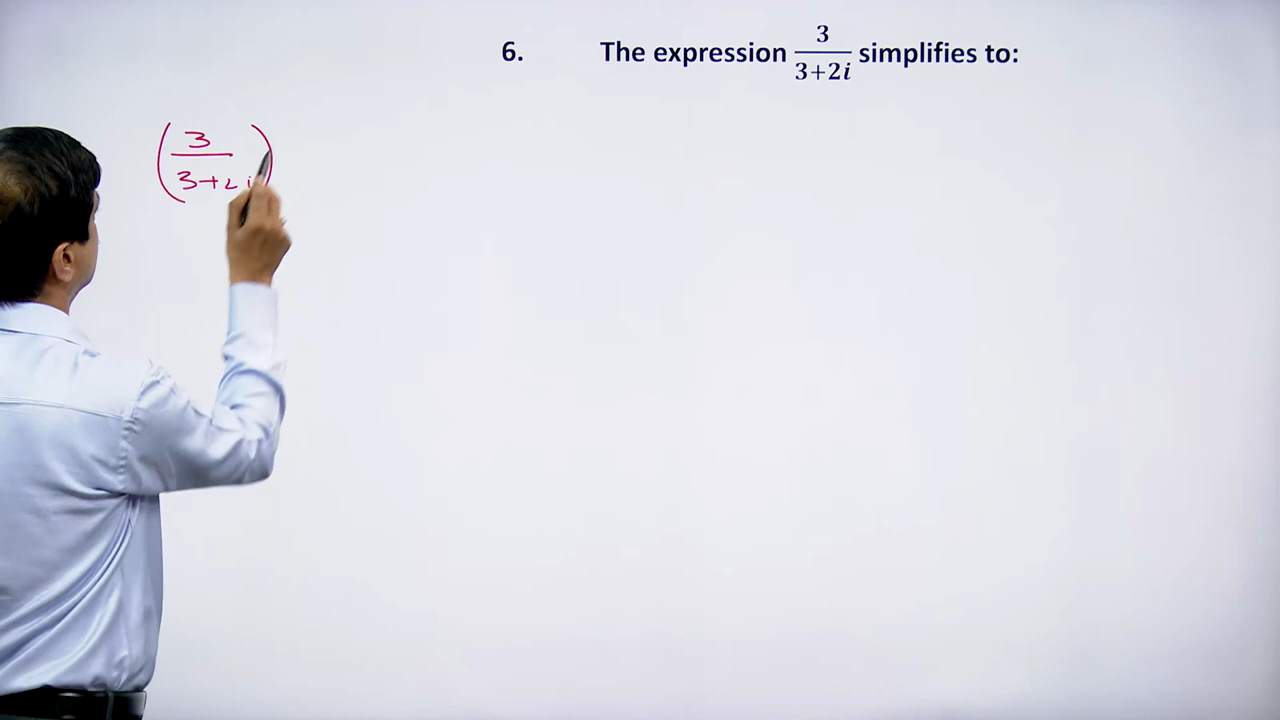 6. The expression 3/(3+2i) simplifies to:
(3/(3+2i))